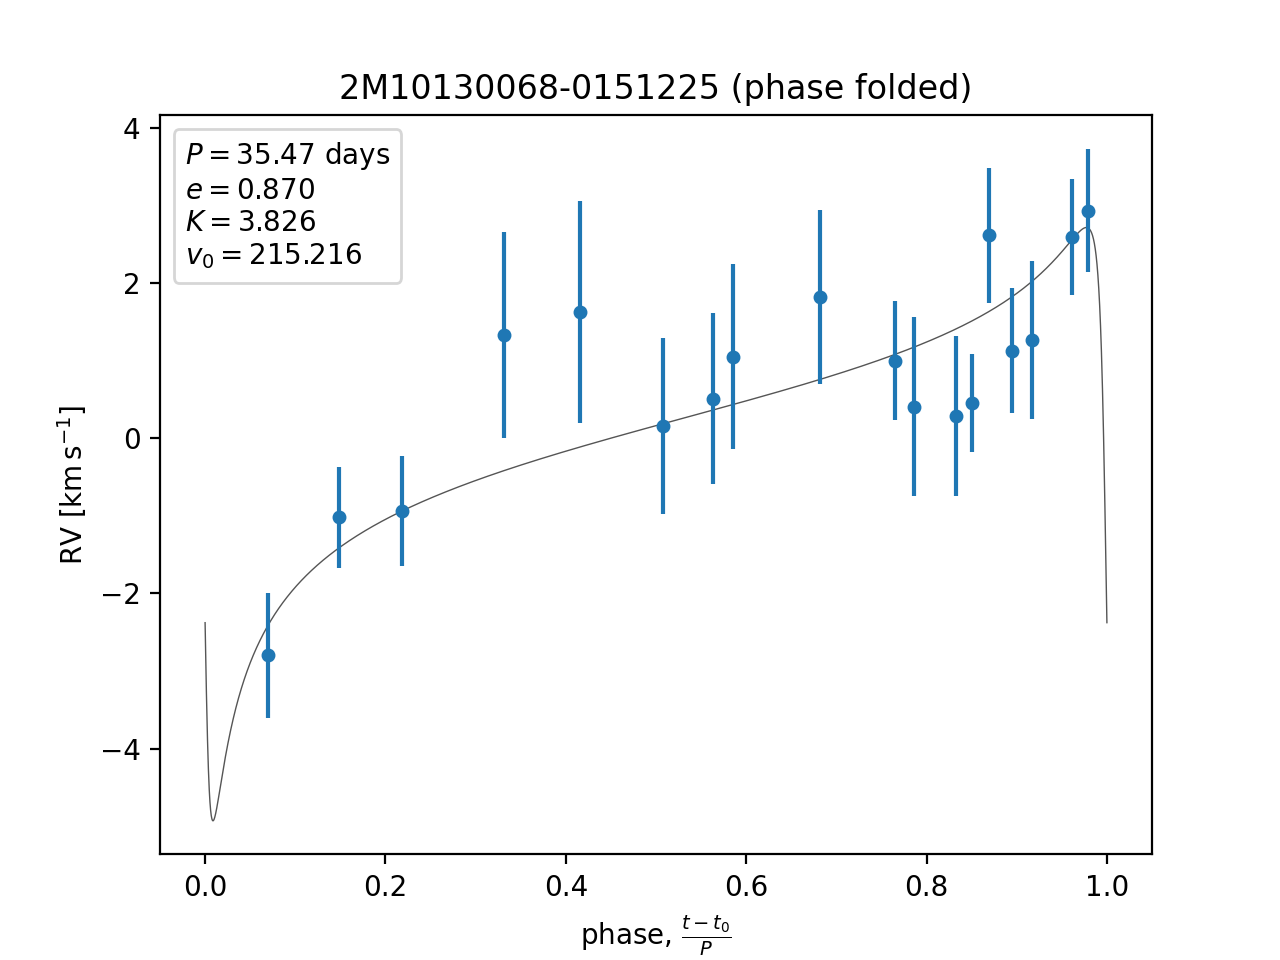 2M10130068-0151225 (phase folded)
P = 35.47 days
e = 0.870
K = 3.826
v₀ = 215.216
4
2
0
−2
−4
RV [km s⁻¹]
0.0 0.2 0.4 0.6 0.8 1.0
phase, (t − t₀)/P